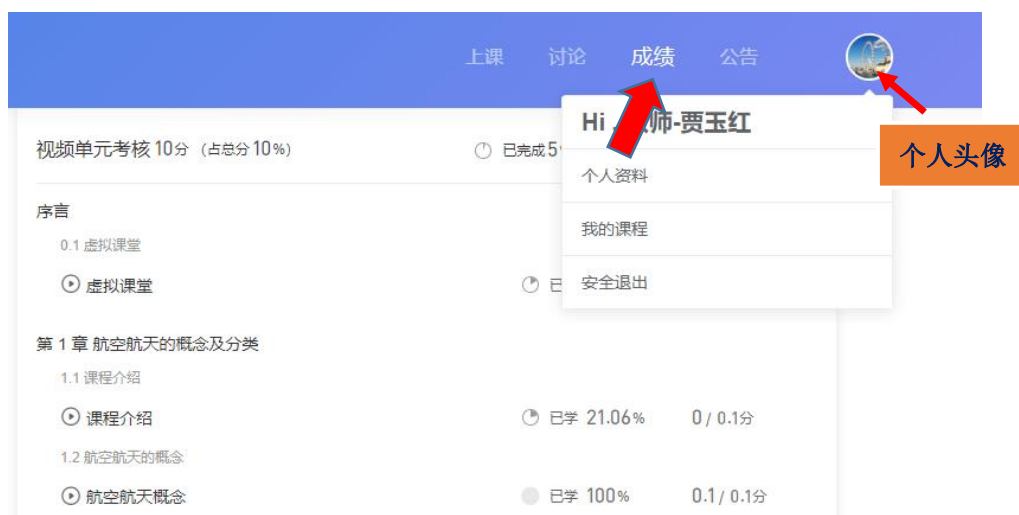 上课 讨论 成绩 公告
Hi 师-贾玉红
个人头像
视频单元考核 10分 (占总分 10%)
已完成 5
个人资料
序言
我的课程
0.1 虚拟课堂
虚拟课堂
安全退出
第 1 章 航空航天的概念及分类
1.1 课程介绍
课程介绍 已学 21.06% 0 / 0.1分
1.2 航空航天的概念
航空航天概念 已学 100% 0.1 / 0.1分